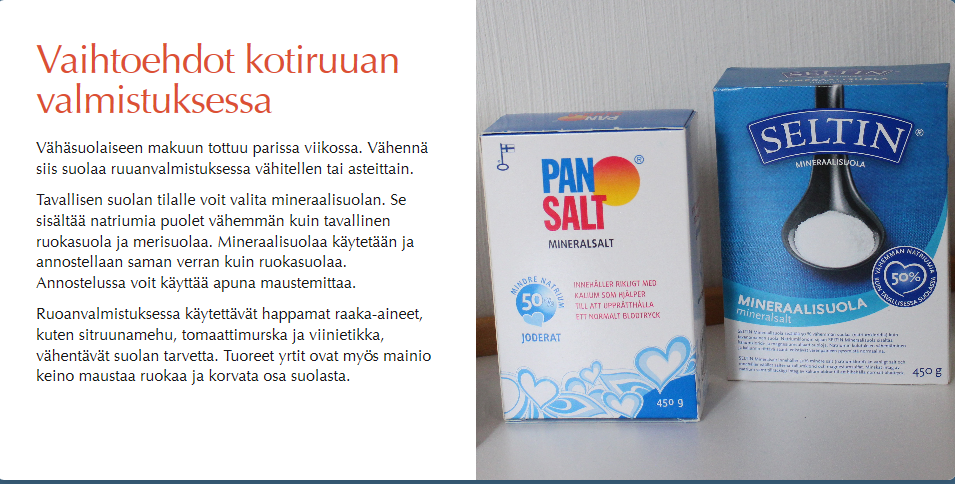 Vaihtoehdot kotiruuan
valmistuksessa
Vähäsuolaiseen makuun tottuu parissa viikossa. Vähennä
siis suolaa ruuanvalmistuksessa vähitellen tai asteittain.
Tavallisen suolan tilalle voit valita mineraalisuolan. Se
sisältää natriumia puolet vähemmän kuin tavallinen
ruokasuola ja merisuolaa. Mineraalisuolaa käytetään ja
annostellaan saman verran kuin ruokasuolaa.
Annostelussa voit käyttää apuna maustemittaa.
Ruoanvalmistuksessa käytettävät happamat raaka-aineet,
kuten sitruunamehu, tomaattimurska ja viinietikka,
vähentävät suolan tarvetta. Tuoreet yrtit ovat myös mainio
keino maustaa ruokaa ja korvata osa suolasta.
PAN
PAN
SALT
®
MINERALSALT
MINDRE NATRIUM
50%
JODERAT
INNEHÅLLER RIKLIGT MED
KALIUM SOM HJÄLPER
TILL ATT UPPRÄTTHÅLLA
ETT NORMALT BLODTRYCK
450 g
SELTIN
MINERAALISUOLA
SELTIN®
MINERAALISUOLA
VÄHEMMÄN NATRIUMIA
KUIN TAVALLISESSA SUOLASSA
50%
MINERAALISUOLA
mineralsalt
450 g